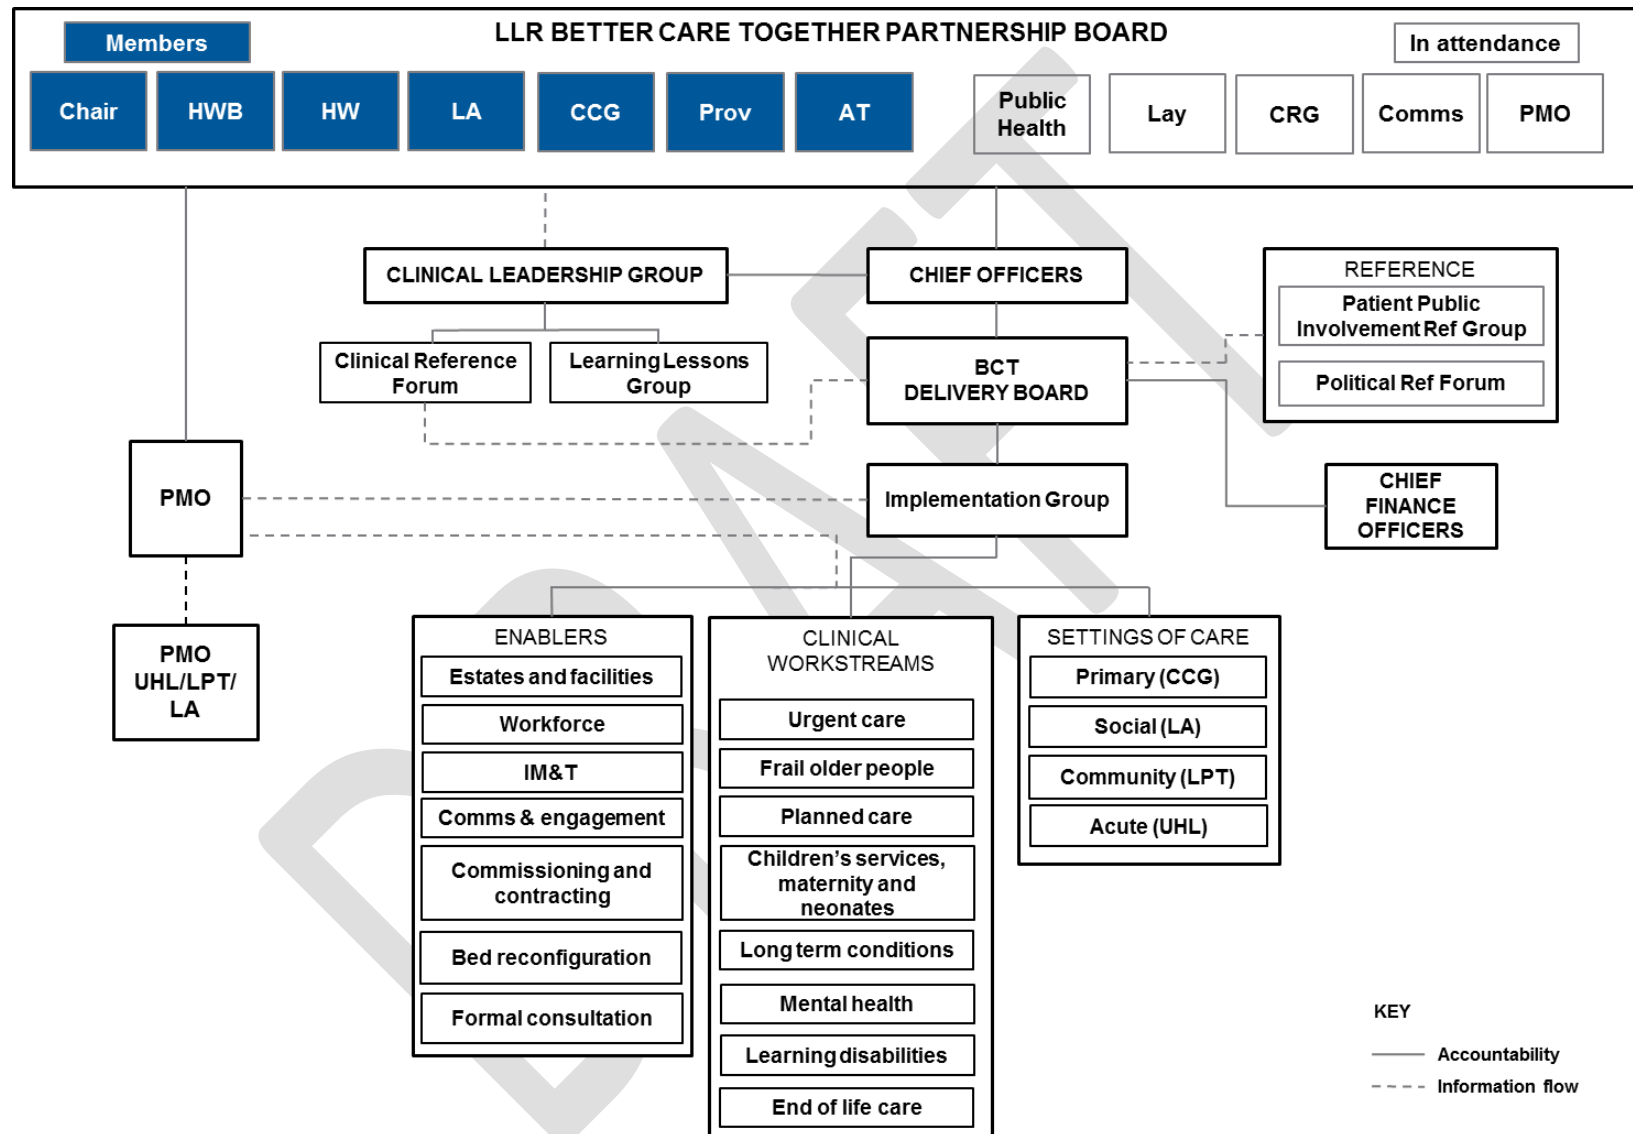 LLR BETTER CARE TOGETHER PARTNERSHIP BOARD
Members
In attendance
Chair
HWB
HW
LA
CCG
Prov
AT
Public
Health
Lay
CRG
Comms
PMO
CLINICAL LEADERSHIP GROUP
CHIEF OFFICERS
REFERENCE
Patient Public
Involvement Ref Group
Political Ref Forum
Clinical Reference
Forum
Learning Lessons
Group
BCT
DELIVERY BOARD
PMO
Implementation Group
CHIEF
FINANCE
OFFICERS
PMO
UHL/LPT/
LA
ENABLERS
Estates and facilities
Workforce
IM&T
Comms & engagement
Commissioning and
contracting
Bed reconfiguration
Formal consultation
CLINICAL
WORKSTREAMS
Urgent care
Frail older people
Planned care
Children's services,
maternity and
neonates
Long term conditions
Mental health
Learning disabilities
End of life care
SETTINGS OF CARE
Primary (CCG)
Social (LA)
Community (LPT)
Acute (UHL)
KEY
Accountability
Information flow
DRAFT